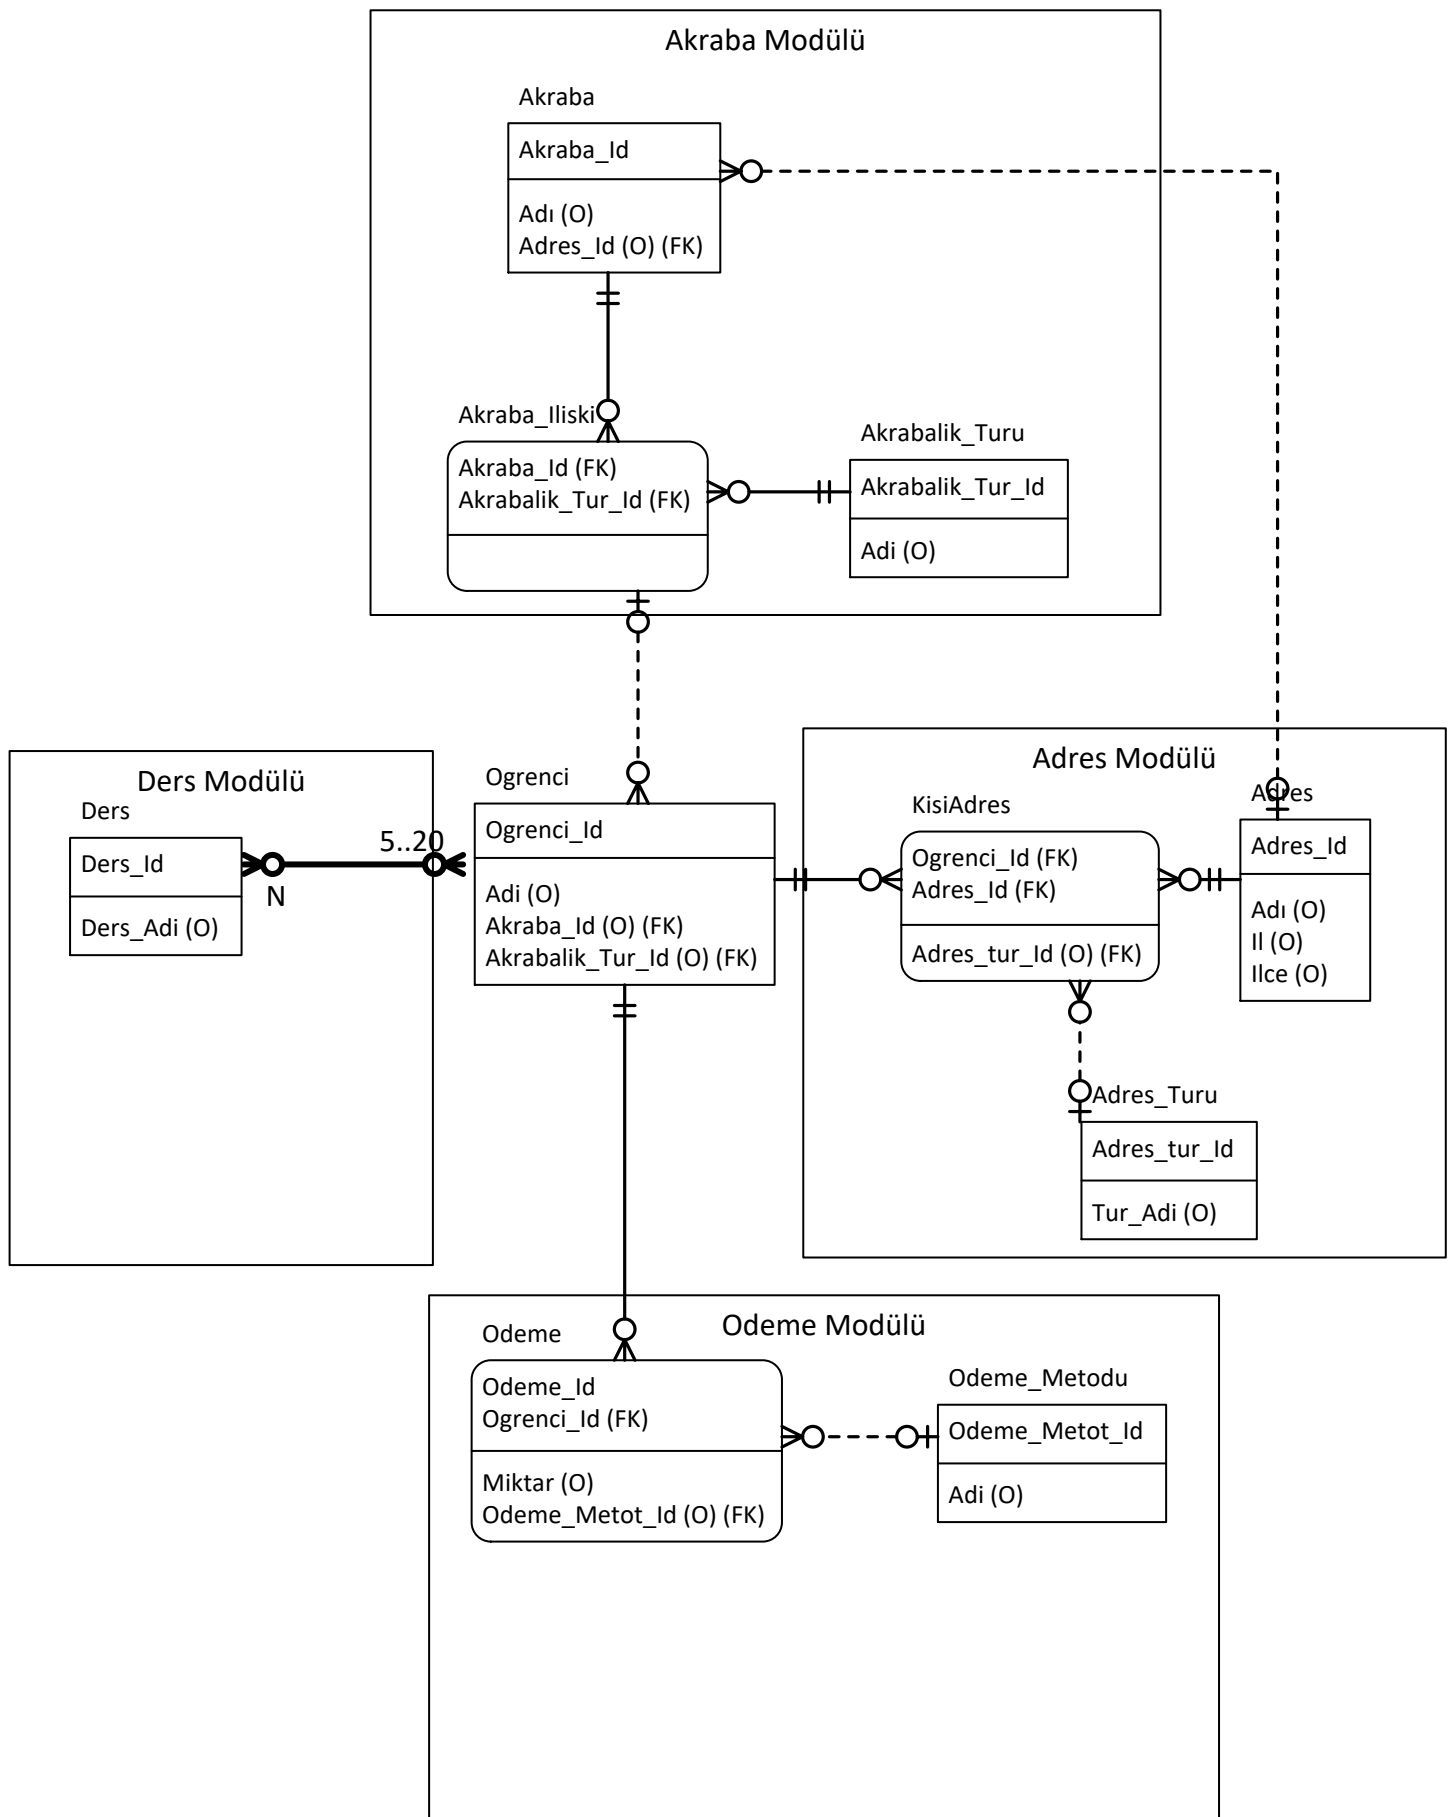 Akraba Modülü
Akraba
Akraba_Id
Adı (O)
Adres_Id (O) (FK)
Akraba_Iliski
Akraba_Id (FK)
Akrabalik_Tur_Id (FK)
Akrabalik_Turu
Akrabalik_Tur_Id
Adi (O)
Ders Modülü
Ders
Ders_Id
Ders_Adi (O)
N
5..20
Ogrenci
Ogrenci_Id
Adi (O)
Akraba_Id (O) (FK)
Akrabalik_Tur_Id (O) (FK)
Adres Modülü
KisiAdres
Ogrenci_Id (FK)
Adres_Id (FK)
Adres_tur_Id (O) (FK)
Adres
Adres_Id
Adı (O)
Il (O)
Ilce (O)
Adres_Turu
Adres_tur_Id
Tur_Adi (O)
Odeme Modülü
Odeme
Odeme_Id
Ogrenci_Id (FK)
Miktar (O)
Odeme_Metot_Id (O) (FK)
Odeme_Metodu
Odeme_Metot_Id
Adi (O)